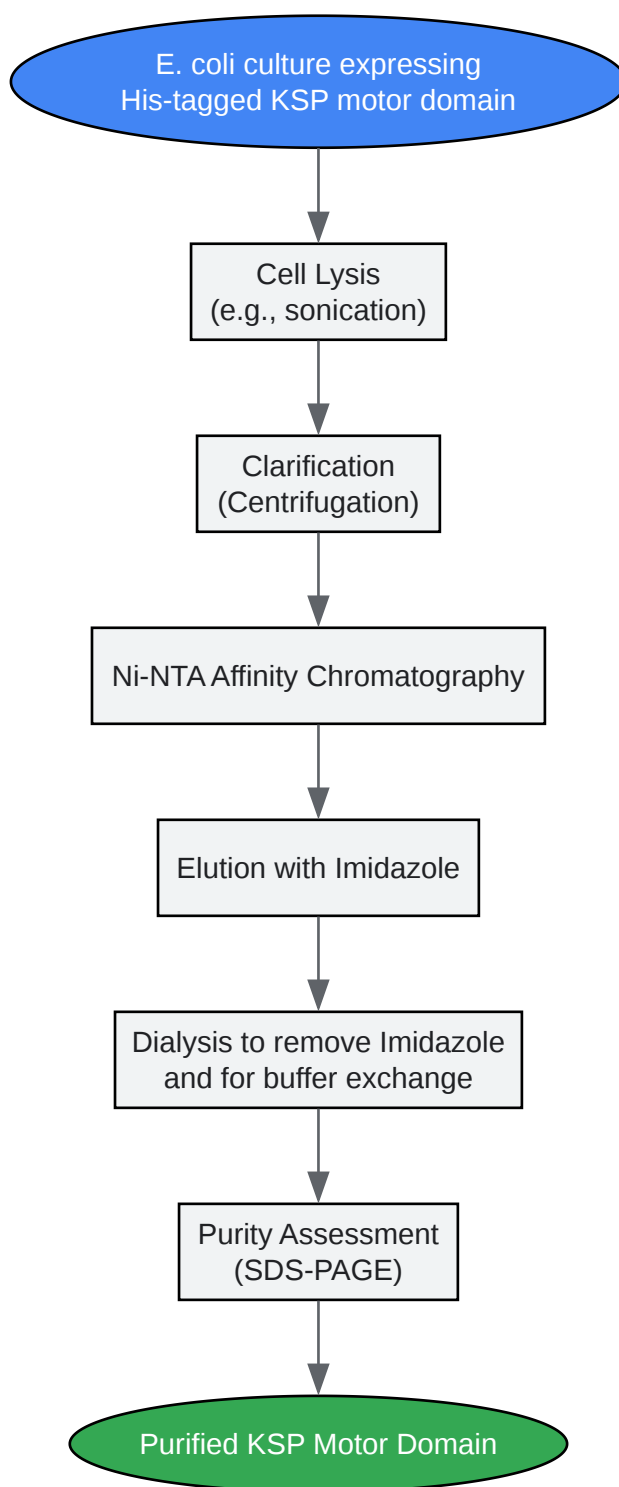 E. coli culture expressing
His-tagged KSP motor domain
Cell Lysis
(e.g., sonication)
Clarification
(Centrifugation)
Ni-NTA Affinity Chromatography
Elution with Imidazole
Dialysis to remove Imidazole
and for buffer exchange
Purity Assessment
(SDS-PAGE)
Purified KSP Motor Domain